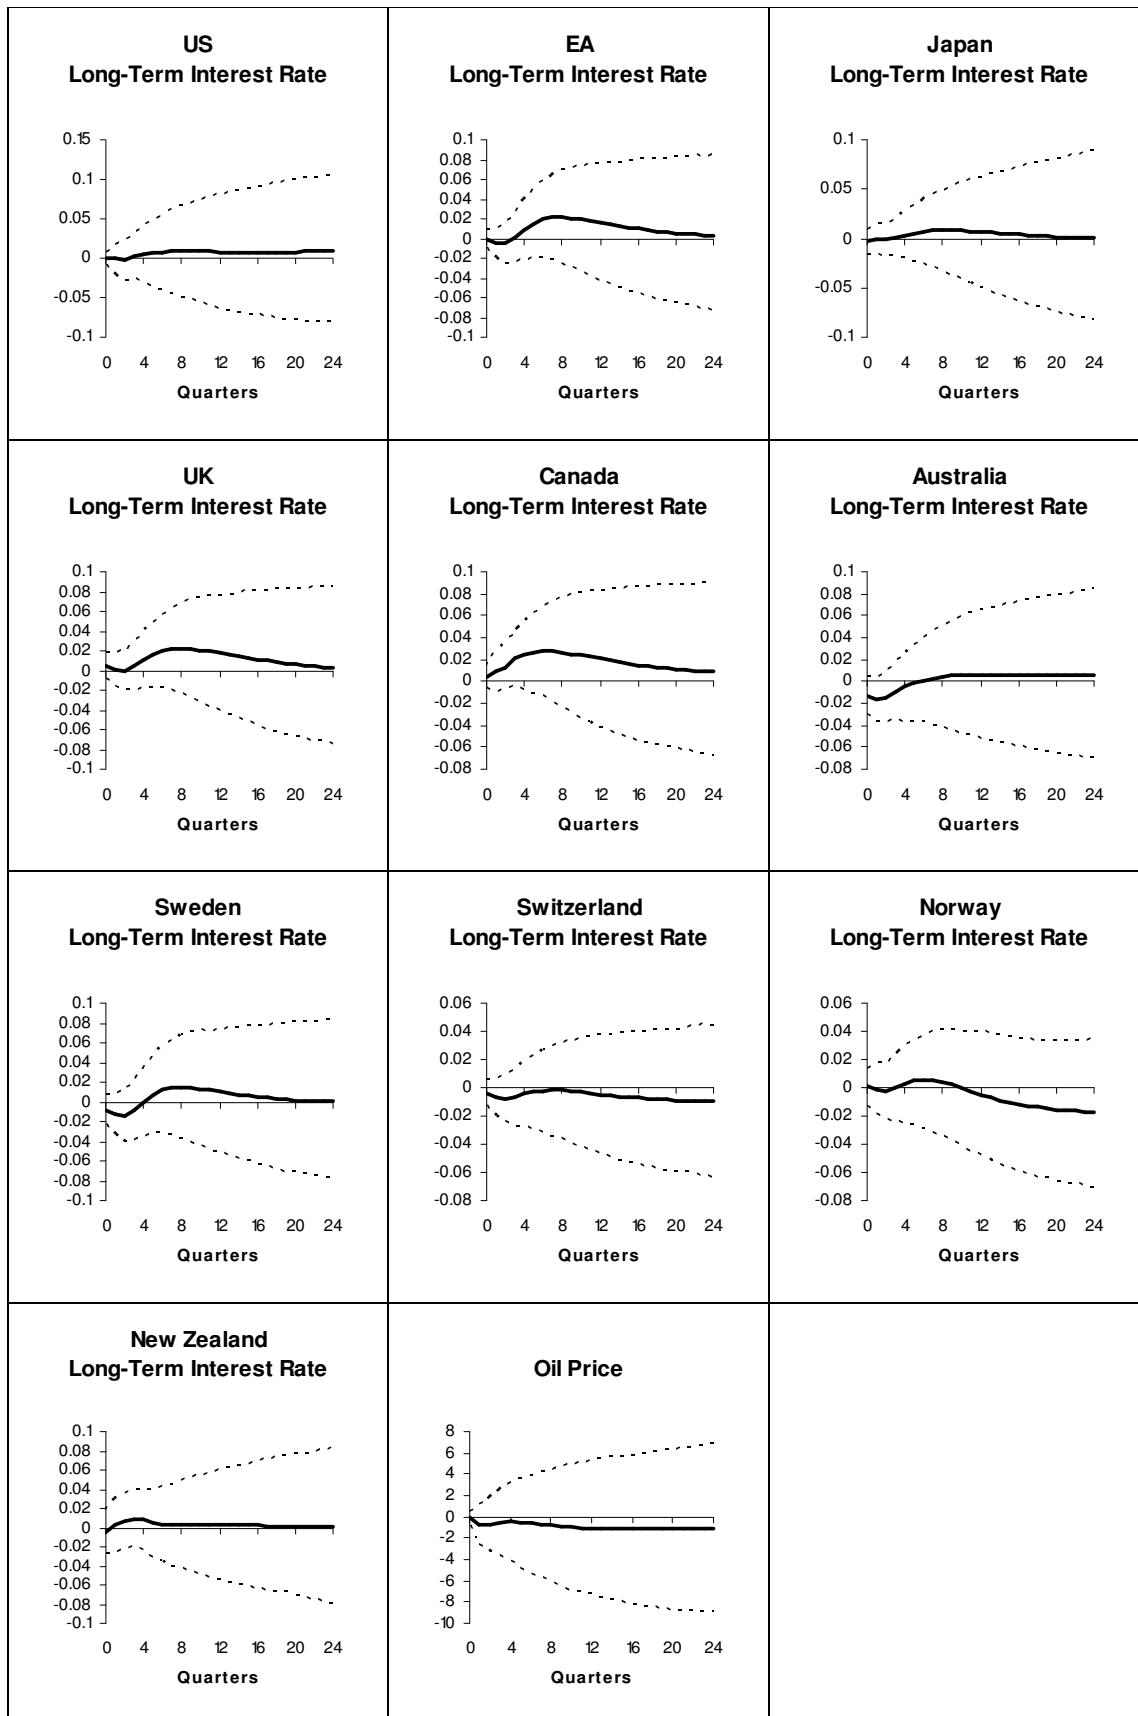 US
Long-Term Interest Rate
0.15
0.1
0.05
0
-0.05
-0.1
0 4 8 12 16 20 24
Quarters
EA
Long-Term Interest Rate
0.1
0.08
0.06
0.04
0.02
0
-0.02
-0.04
-0.06
-0.08
-0.1
0 4 8 12 16 20 24
Quarters
Japan
Long-Term Interest Rate
0.1
0.05
0
-0.05
-0.1
0 4 8 12 16 20 24
Quarters
UK
Long-Term Interest Rate
0.1
0.08
0.06
0.04
0.02
0
-0.02
-0.04
-0.06
-0.08
-0.1
0 4 8 12 16 20 24
Quarters
Canada
Long-Term Interest Rate
0.1
0.08
0.06
0.04
0.02
0
-0.02
-0.04
-0.06
-0.08
0 4 8 12 16 20 24
Quarters
Australia
Long-Term Interest Rate
0.1
0.08
0.06
0.04
0.02
0
-0.02
-0.04
-0.06
-0.08
0 4 8 12 16 20 24
Quarters
Sweden
Long-Term Interest Rate
0.1
0.08
0.06
0.04
0.02
0
-0.02
-0.04
-0.06
-0.08
-0.1
0 4 8 12 16 20 24
Quarters
Switzerland
Long-Term Interest Rate
0.06
0.04
0.02
0
-0.02
-0.04
-0.06
-0.08
0 4 8 12 16 20 24
Quarters
Norway
Long-Term Interest Rate
0.06
0.04
0.02
0
-0.02
-0.04
-0.06
-0.08
0 4 8 12 16 20 24
Quarters
New Zealand
Long-Term Interest Rate
0.1
0.08
0.06
0.04
0.02
0
-0.02
-0.04
-0.06
-0.08
-0.1
0 4 8 12 16 20 24
Quarters
Oil Price
8
6
4
2
0
-2
-4
-6
-8
-10
0 4 8 12 16 20 24
Quarters